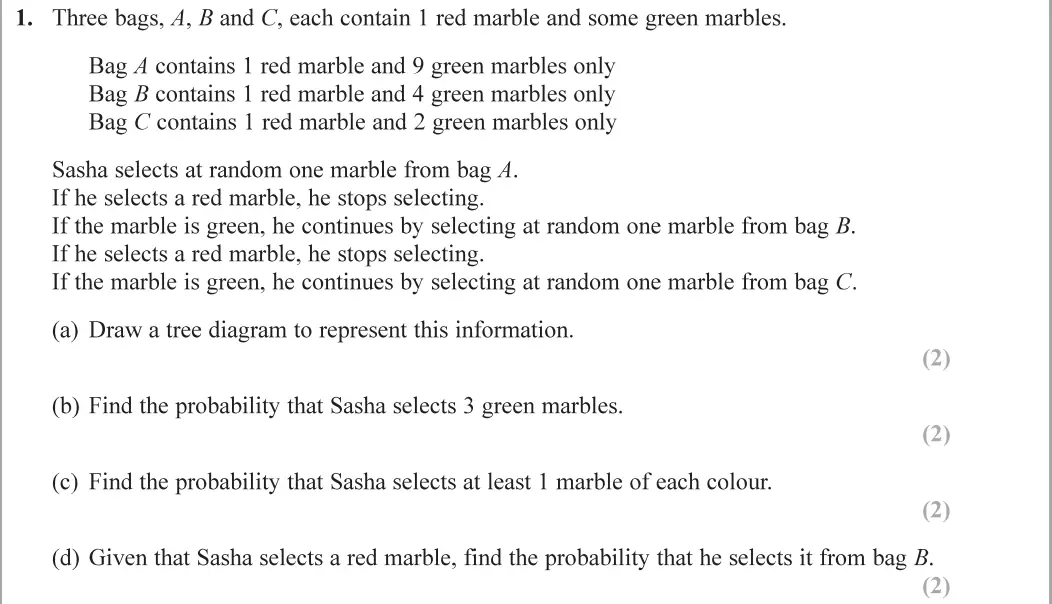 1. Three bags, A, B and C, each contain 1 red marble and some green marbles.
Bag A contains 1 red marble and 9 green marbles only
Bag B contains 1 red marble and 4 green marbles only
Bag C contains 1 red marble and 2 green marbles only
Sasha selects at random one marble from bag A.
If he selects a red marble, he stops selecting.
If the marble is green, he continues by selecting at random one marble from bag B.
If he selects a red marble, he stops selecting.
If the marble is green, he continues by selecting at random one marble from bag C.
(a) Draw a tree diagram to represent this information.
(2)
(b) Find the probability that Sasha selects 3 green marbles.
(2)
(c) Find the probability that Sasha selects at least 1 marble of each colour.
(2)
(d) Given that Sasha selects a red marble, find the probability that he selects it from bag B.
(2)